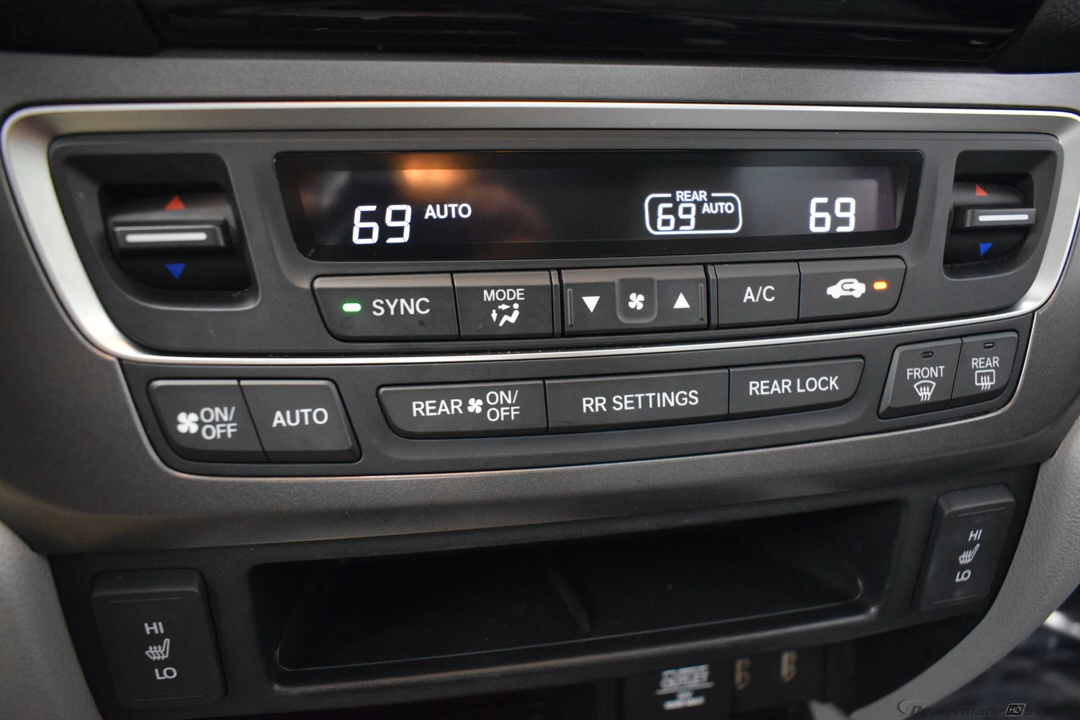 69 AUTO
REAR
69 AUTO
69
SYNC
MODE
A/C
ON/
OFF
AUTO
REAR ON/
OFF
RR SETTINGS
REAR LOCK
FRONT
REAR
HI
LO
HI
LO
HD